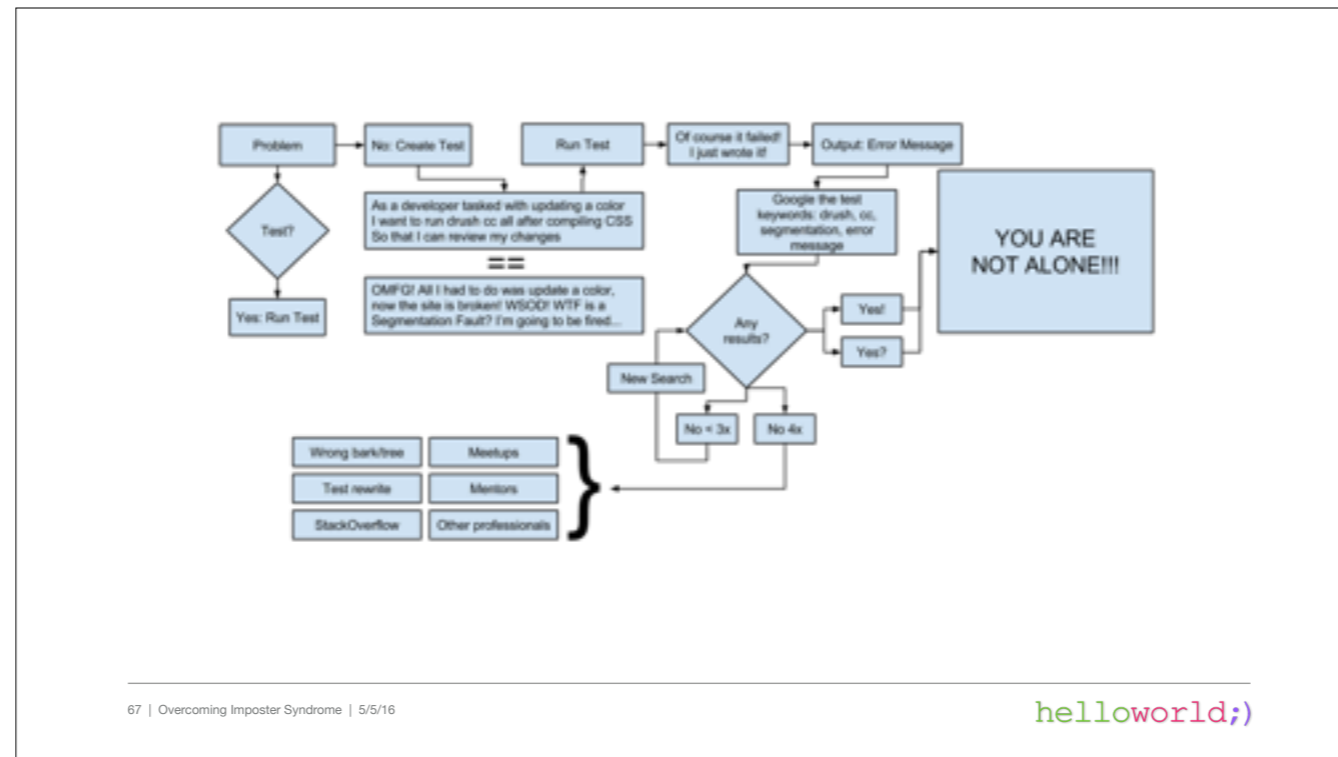 Problem
No: Create Test
Run Test
Of course it failed!
I just wrote it!
Output: Error Message
Test?
Yes: Run Test
As a developer tasked with updating a color
I want to run drush cc all after compiling CSS
So that I can review my changes
==
OMFG! All I had to do was update a color,
now the site is broken! WSOD! WTF is a
Segmentation Fault? I'm going to be fired...
Google the test
keywords: drush, cc,
segmentation, error
message
Any
results?
Yes!
Yes?
YOU ARE
NOT ALONE!!!
New Search
No < 3x
No 4x
}
Wrong bark/tree
Meetups
Test rewrite
Mentors
StackOverflow
Other professionals
67 | Overcoming Imposter Syndrome | 5/5/16
helloworld;)